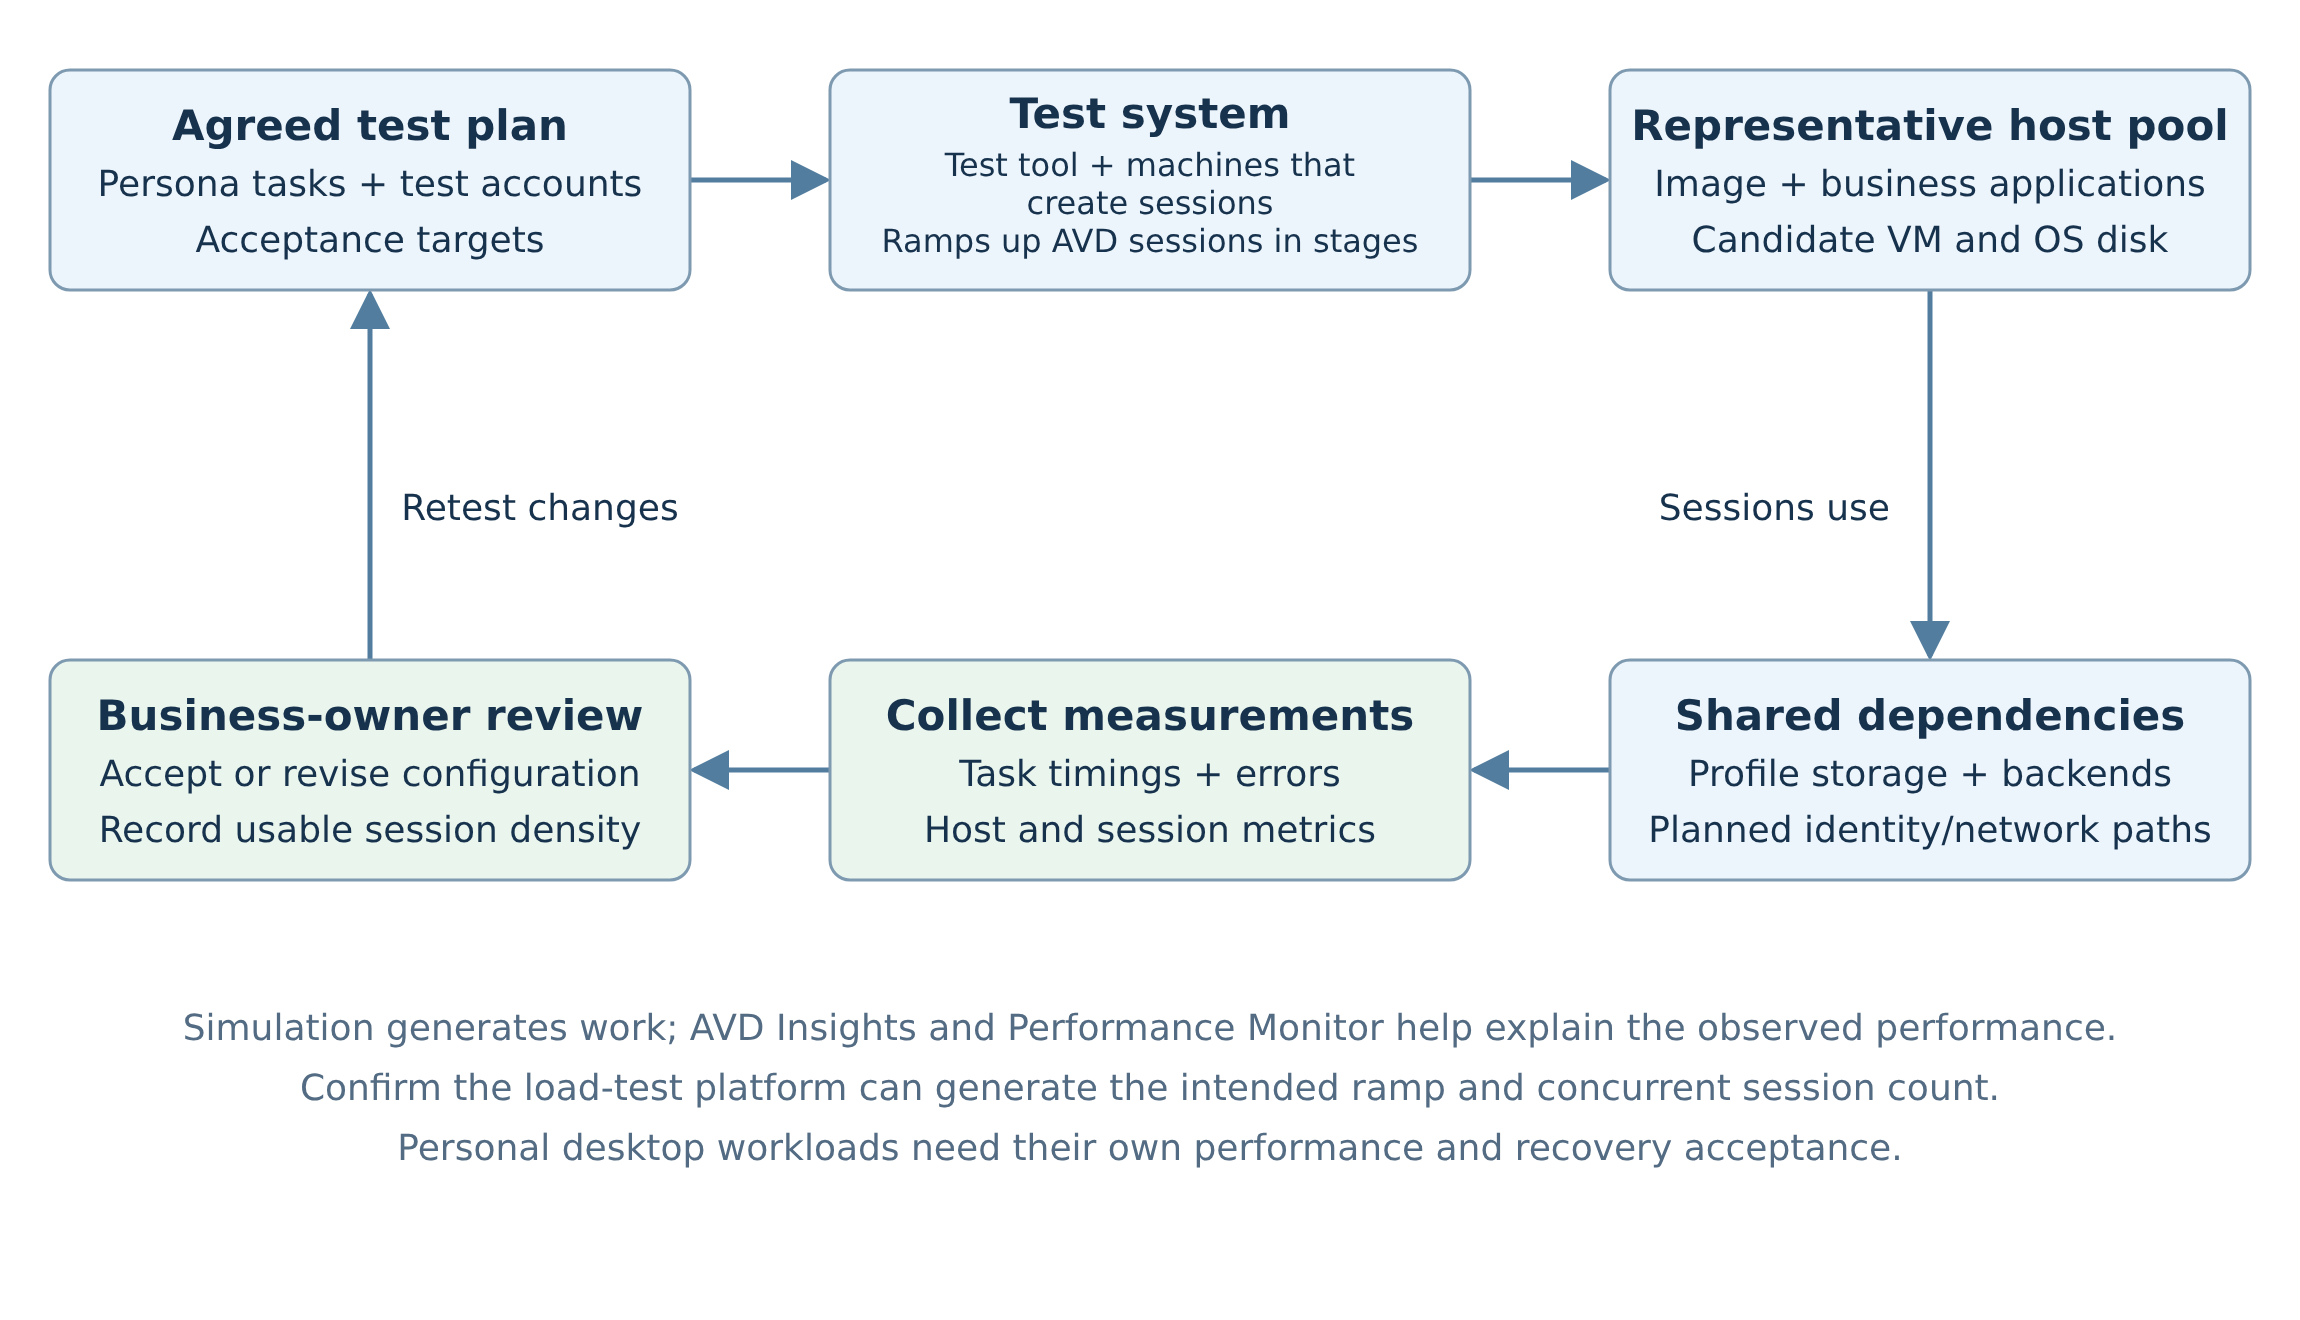 Agreed test plan
Persona tasks + test accounts
Acceptance targets
Test system
Test tool + machines that
create sessions
Ramps up AVD sessions in stages
Representative host pool
Image + business applications
Candidate VM and OS disk
Retest changes
Sessions use
Business-owner review
Accept or revise configuration
Record usable session density
Collect measurements
Task timings + errors
Host and session metrics
Shared dependencies
Profile storage + backends
Planned identity/network paths
Simulation generates work; AVD Insights and Performance Monitor help explain the observed performance.
Confirm the load-test platform can generate the intended ramp and concurrent session count.
Personal desktop workloads need their own performance and recovery acceptance.